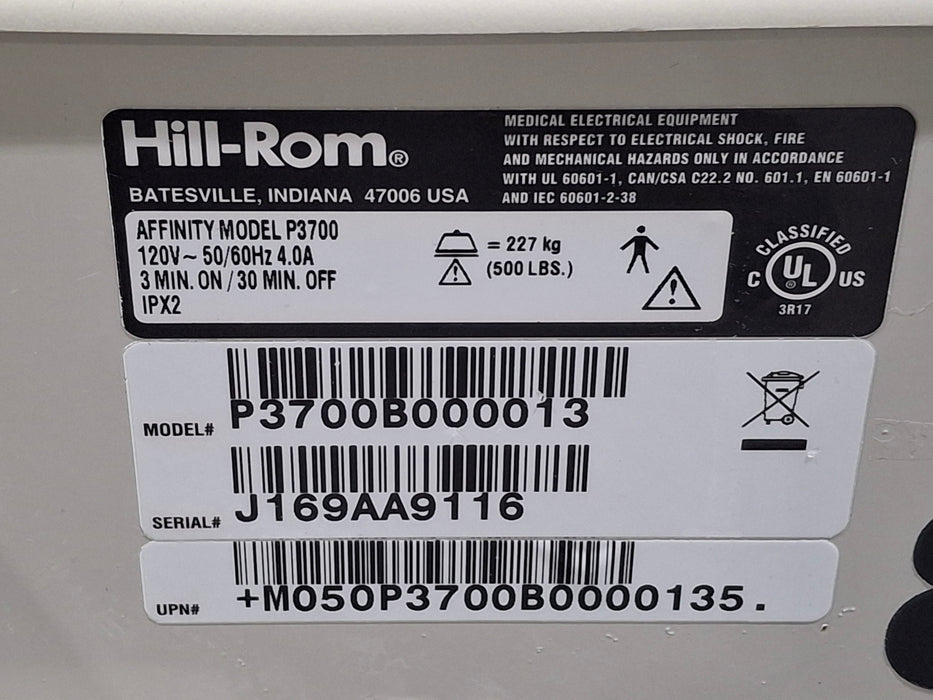 Hill-Rom®
BATESVILLE, INDIANA 47006 USA
MEDICAL ELECTRICAL EQUIPMENT
WITH RESPECT TO ELECTRICAL SHOCK, FIRE
AND MECHANICAL HAZARDS ONLY IN ACCORDANCE
WITH UL 60601-1, CAN/CSA C22.2 NO. 601.1, EN 60601-1
AND IEC 60601-2-38
AFFINITY MODEL P3700
120V~ 50/60Hz 4.0A
3 MIN. ON / 30 MIN. OFF
IPX2
= 227 kg
(500 LBS.)
CLASSIFIED
C UL® US
3R17
MODEL# P3700B000013
SERIAL# J169AA9116
UPN# +M050P3700B0000135.